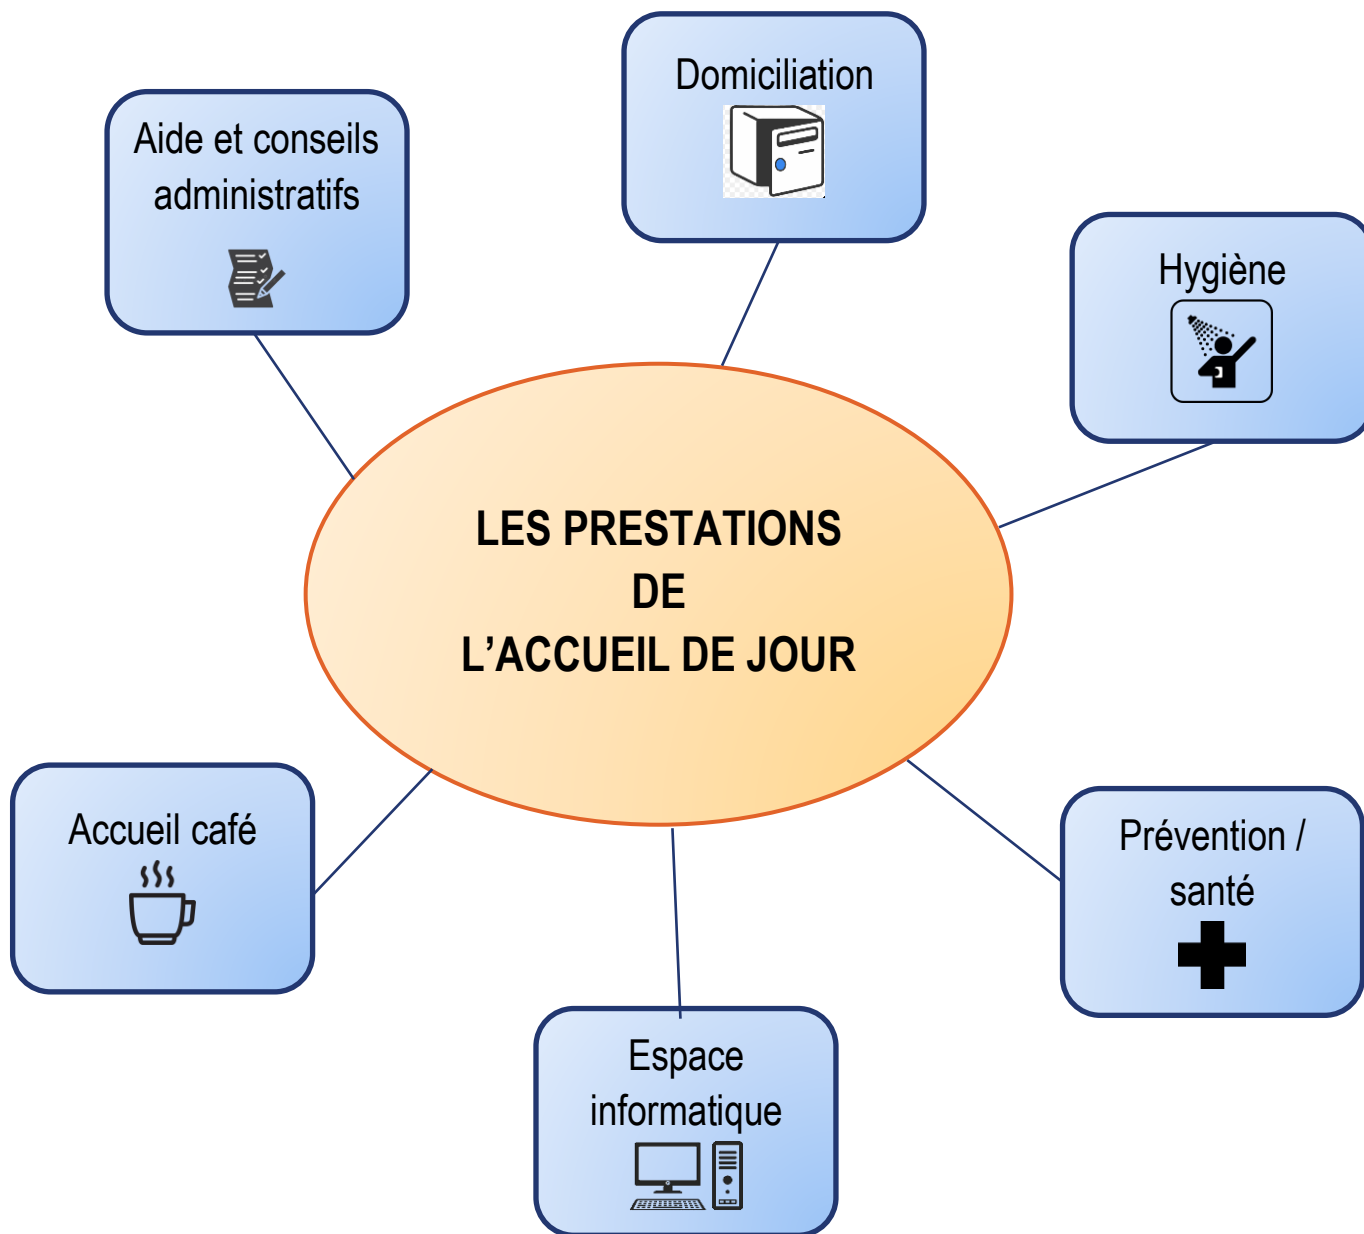 Domiciliation
Aide et conseils
administratifs
Hygiène
LES PRESTATIONS
DE
L’ACCUEIL DE JOUR
Accueil café
Prévention /
santé
Espace
informatique